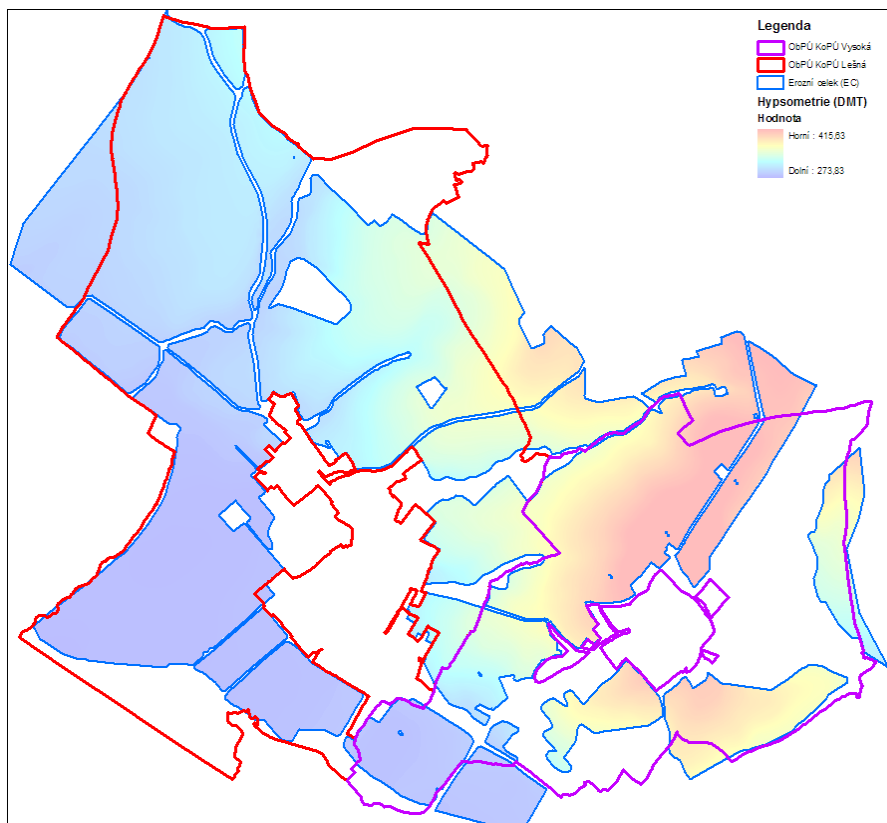 Legenda
ObPÚ KoPÚ Vysoká
ObPÚ KoPÚ Lešná
Erozní celek (EC)
Hypsometrie (DMT)
Hodnota
Horní : 415,63
Dolní : 273,83